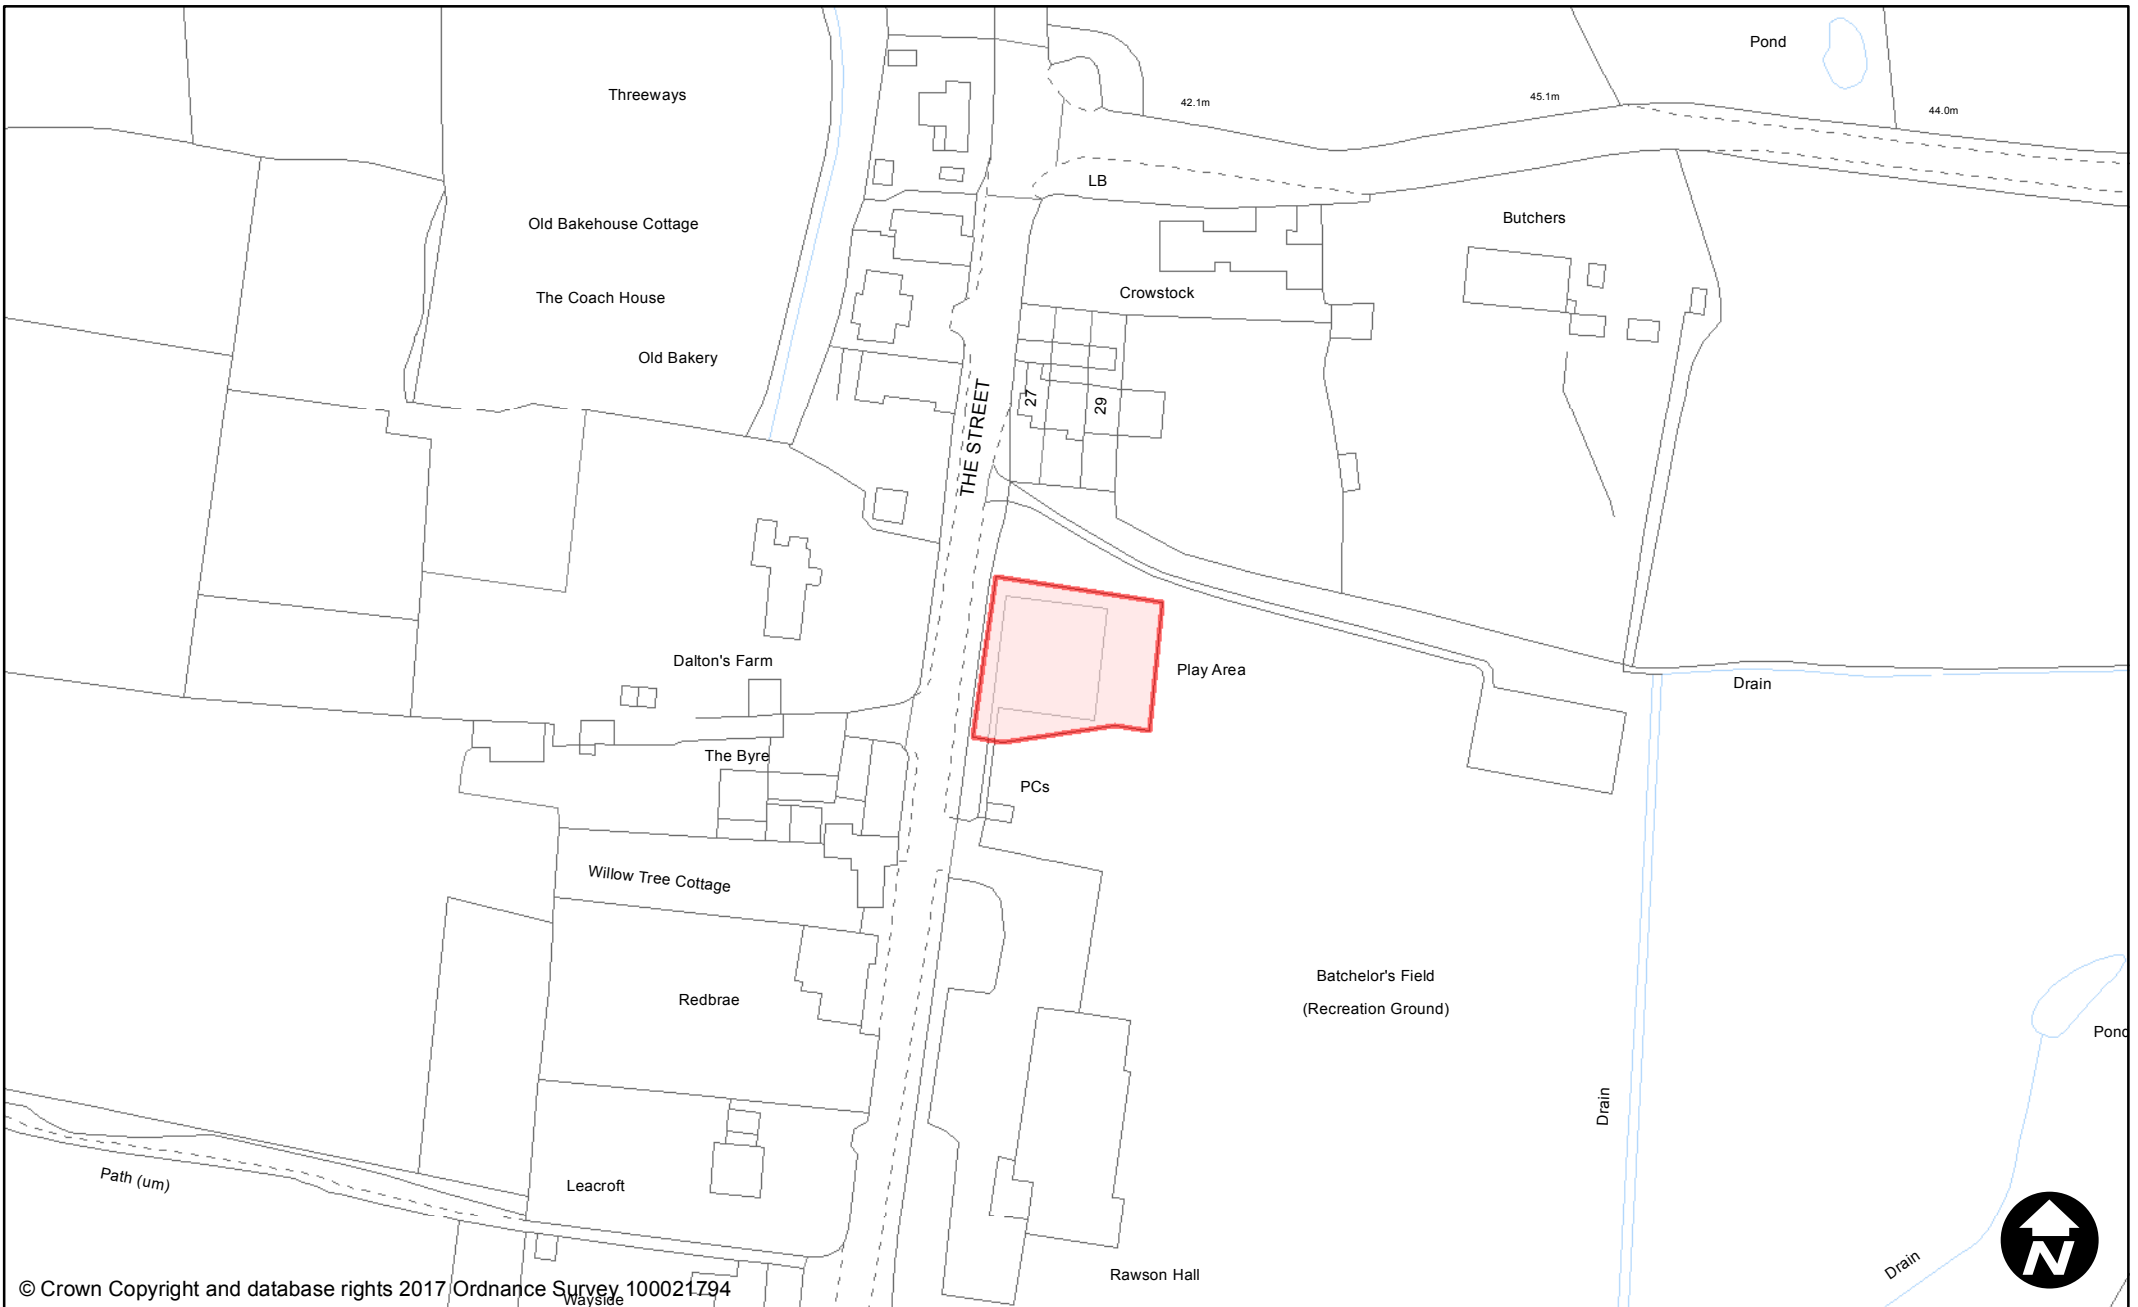 Pond
Threeways
42.1m
45.1m
44.0m
LB
Old Bakehouse Cottage
Butchers
The Coach House
Crowstock
Old Bakery
THE STREET
27
29
Dalton's Farm
Play Area
Drain
The Byre
PCs
Willow Tree Cottage
Batchelor's Field
(Recreation Ground)
Redbrae
Pond
Drain
Path (um)
Leacroft
Drain
Rawson Hall
© Crown Copyright and database rights 2017 Ordnance Survey 100021794
Wayside
N